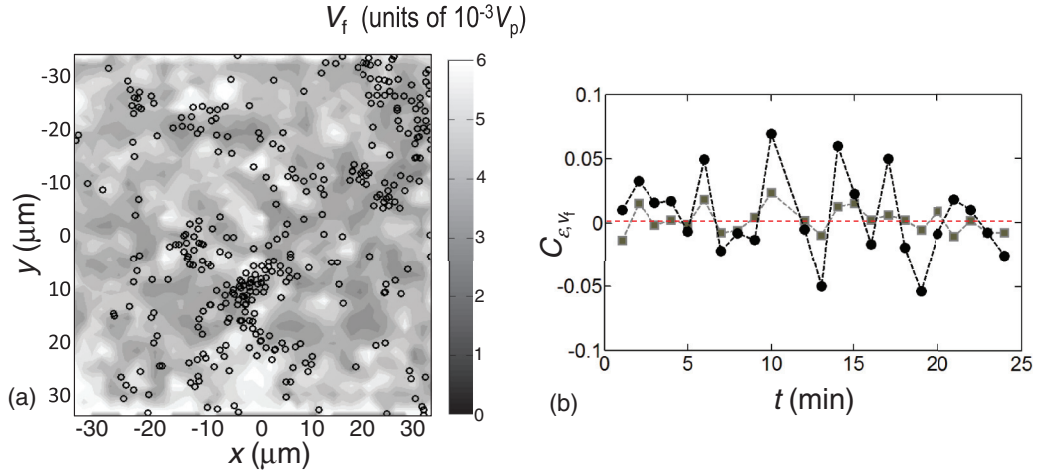 V_f (units of 10^-3 V_p)
-30
-20
-10
0
10
20
30
y (μm)
-30 -20 -10 0 10 20 30
x (μm)
6
5
4
3
2
1
0
(a)
0.1
0.05
0
-0.05
-0.1
C_ε,v_f
0 5 10 15 20 25
t (min)
(b)